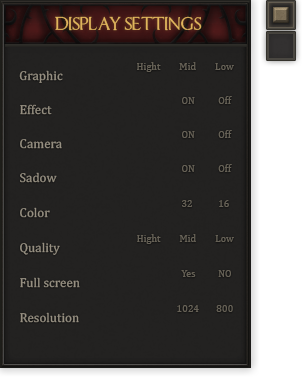 DISPLAY SETTINGS
Graphic Hight Mid Low
Effect ON Off
Camera ON Off
Sadow ON Off
Color 32 16
Quality Hight Mid Low
Full screen Yes NO
Resolution 1024 800